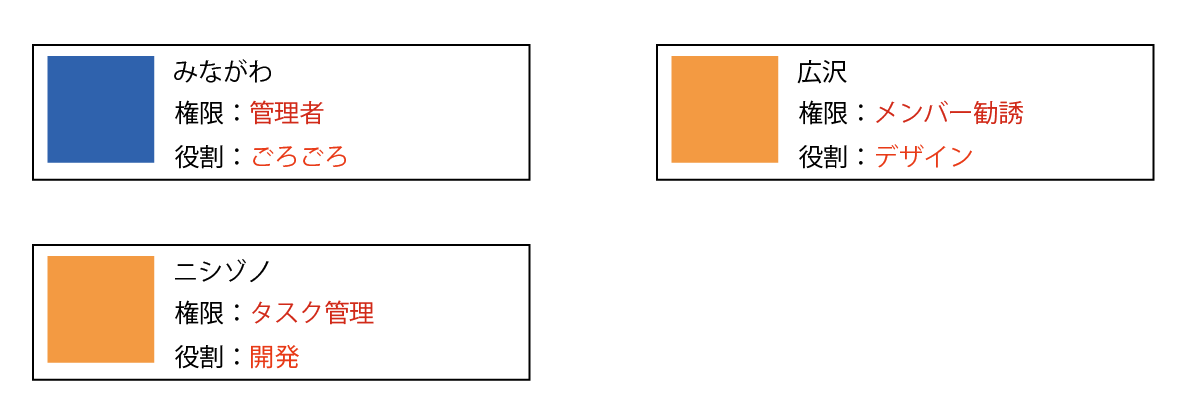 みながわ
権限：管理者
役割：ごろごろ
広沢
権限：メンバー勧誘
役割：デザイン
ニシゾノ
権限：タスク管理
役割：開発